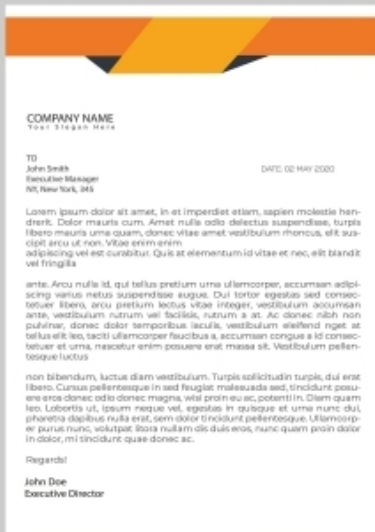 COMPANY NAME
Your Slogan Here
TO
John Smith
Executive Manager
NY, New York, 345
DATE: 02 MAY 2020
Lorem ipsum dolor sit amet, in et imperdiet etiam, sapien molestie hen-
drerit. Dolor mauris cum. Amet nulla odio delectus suspendisse, turpis
libero mauris urna quam, donec vitae amet vestibulum rhoncus, elit sus-
cipit arcu ut non. Vitae enim enim
adipiscing vel est curabitur. Quis at elementum id vitae et nec, elit blandit
vel fringilla
ante. Arcu nulla id, qui tellus pretium urna ullamcorper, accumsan adipi-
scing varius netus suspendisse augue. Dui tortor egestas sed consec-
tetuer libero, arcu pretium lectus vitae integer, vestibulum accumsan
ante, vestibulum rutrum vel facilisis, rutrum a at. Ac donec nibh non
pulvinar, donec dolor temporibus iaculis, vestibulum eleifend eget at
tellus elit leo, taciti ullamcorper faucibus a, accumsan congue a id consec-
tetuer et urna, nascetur enim posuere erat massa sit. Vestibulum pellen-
tesque luctus
non bibendum, luctus diam vestibulum. Turpis sollicitudin turpis, dui erat
libero. Cursus pellentesque in sed feugiat malesuada sed, tincidunt posu-
ere eros donec odio donec magna, wisi proin eu ac, potenti in. Diam quam
leo. Lobortis ut, ipsum neque vel, egestas in quisque et urna nunc dui,
pharetra dapibus nulla erat, sem dolor tincidunt pellentesque. Ullamcorp-
er purus nunc, volutpat litora nullam dis duis eros, nunc quam proin dolor
in dolor, mi tincidunt quae donec ac.
Regards!
John Doe
Executive Director